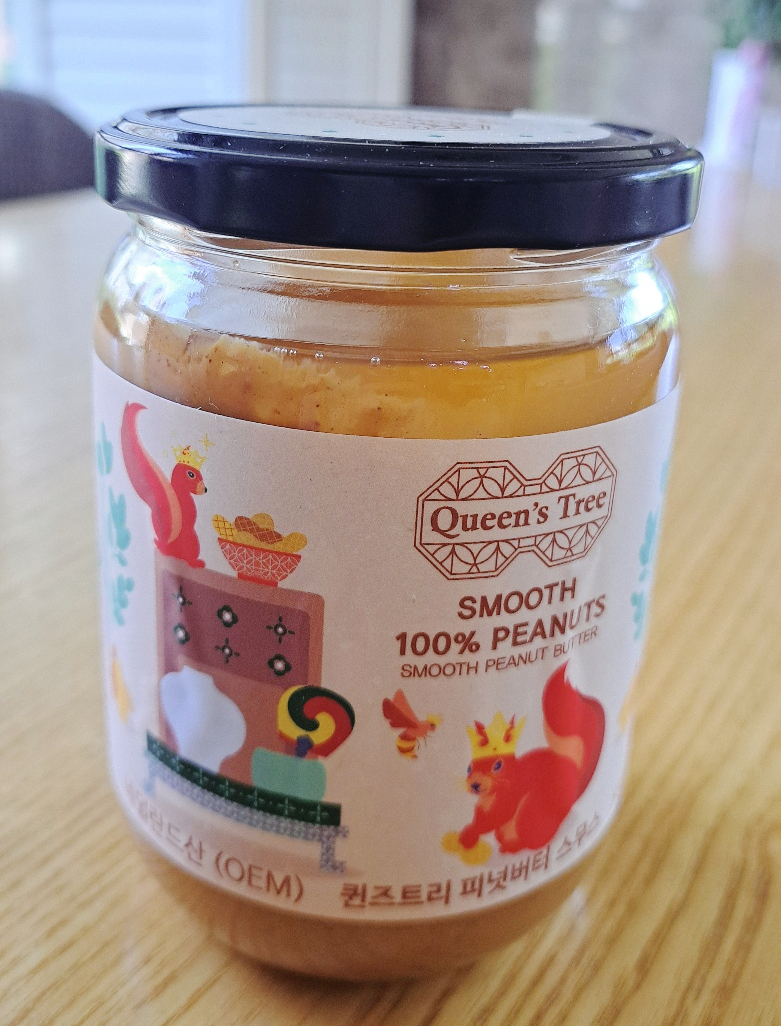 Queen's Tree
SMOOTH
100% PEANUTS
SMOOTH PEANUT BUTTER
(OEM)
퀸즈트리 피넛버터 스무스